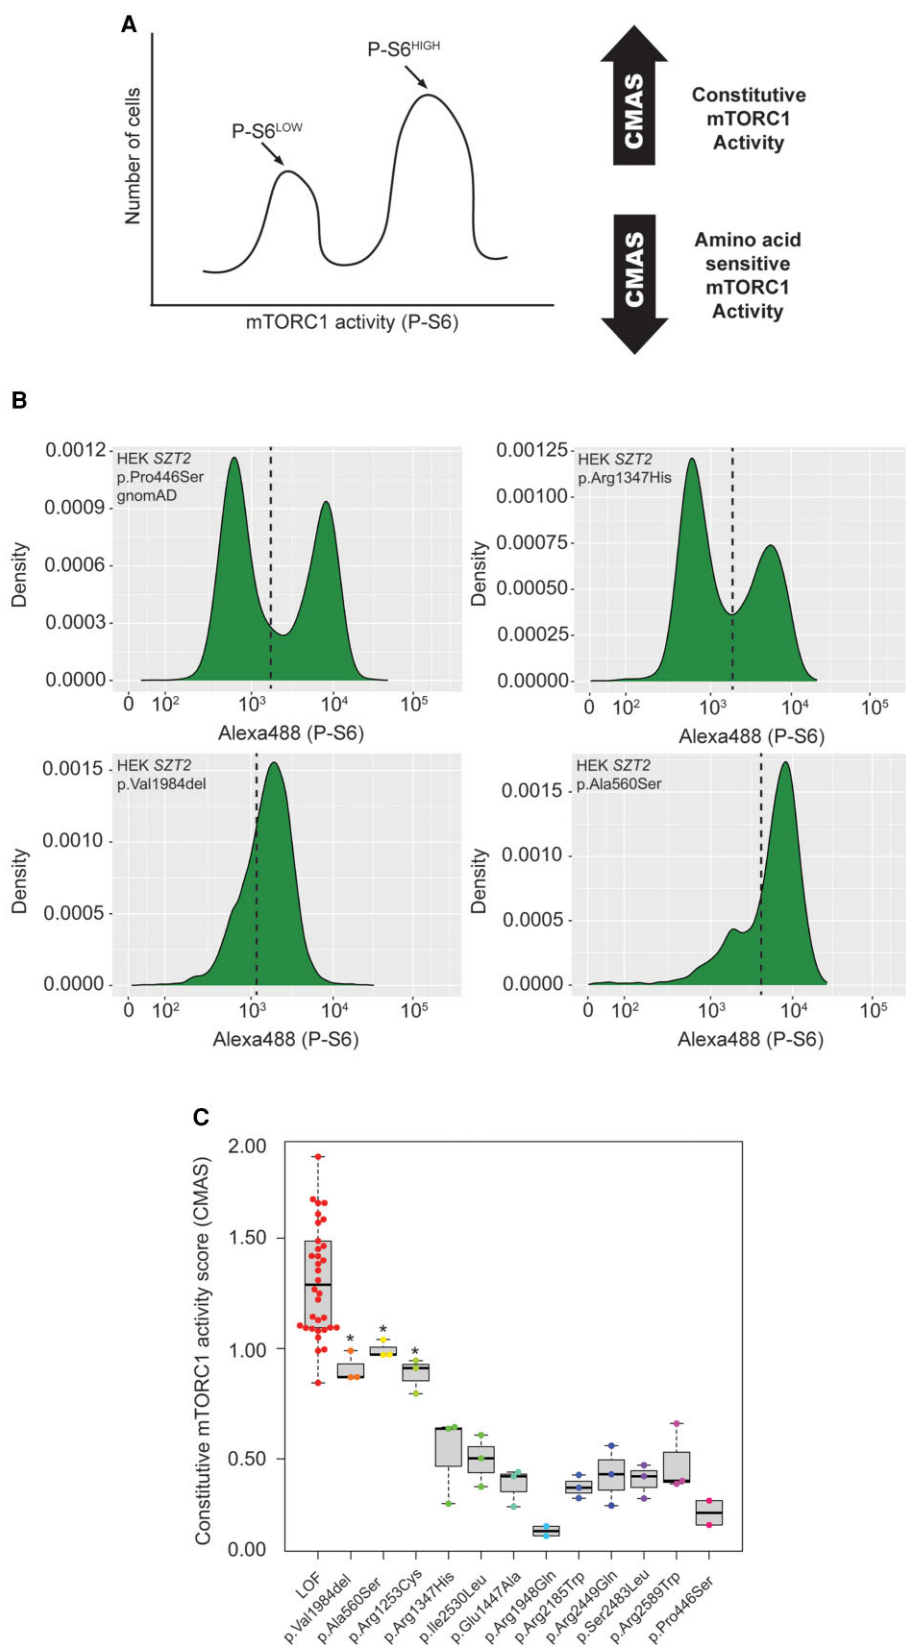 A
P-S6LOW
P-S6HIGH
Number of cells
mTORC1 activity (P-S6)
CMAS
Constitutive
mTORC1
Activity
CMAS
Amino acid
sensitive
mTORC1
Activity
B
HEK SZT2
p.Pro446Ser
gnomAD
Density
0.0012
0.0009
0.0006
0.0003
0.0000
0 10² 10³ 10⁴ 10⁵
Alexa488 (P-S6)
HEK SZT2
p.Arg1347His
Density
0.00125
0.00100
0.00075
0.00050
0.00025
0.00000
0 10² 10³ 10⁴ 10⁵
Alexa488 (P-S6)
HEK SZT2
p.Val1984del
Density
0.0015
0.0010
0.0005
0.0000
0 10² 10³ 10⁴ 10⁵
Alexa488 (P-S6)
HEK SZT2
p.Ala560Ser
Density
0.0015
0.0010
0.0005
0.0000
0 10² 10³ 10⁴ 10⁵
Alexa488 (P-S6)
C
Constitutive mTORC1 activity score (CMAS)
2.00
1.50
1.00
0.50
0.00
* * *
LOF
p.Val1984del
p.Ala560Ser
p.Arg1253Cys
p.Arg1347His
p.Ile2530Leu
p.Glu1447Ala
p.Arg1948Gln
p.Arg2185Trp
p.Arg2449Gln
p.Ser2483Leu
p.Arg2589Trp
p.Pro446Ser